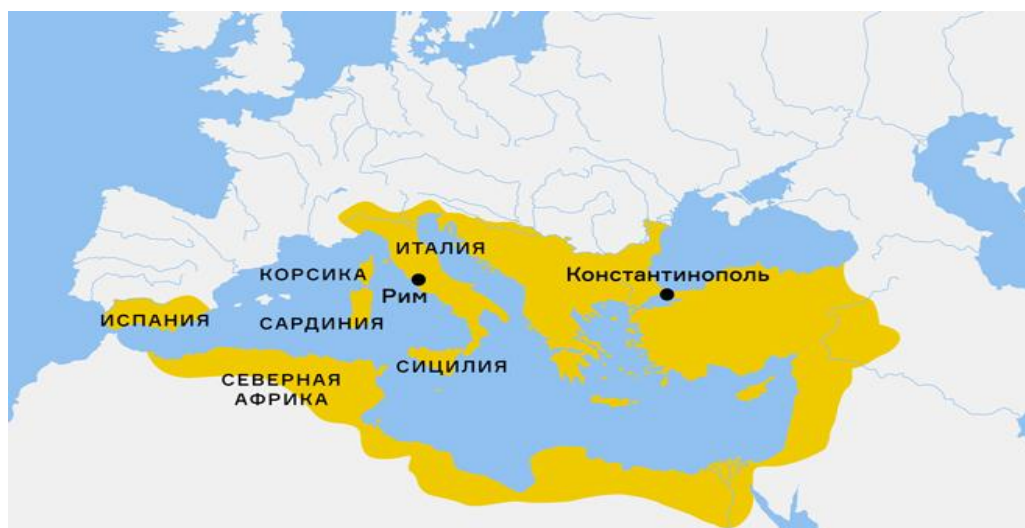 ИТАЛИЯ
КОРСИКА
Константинополь
Рим
ИСПАНИЯ
САРДИНИЯ
СИЦИЛИЯ
СЕВЕРНАЯ
АФРИКА